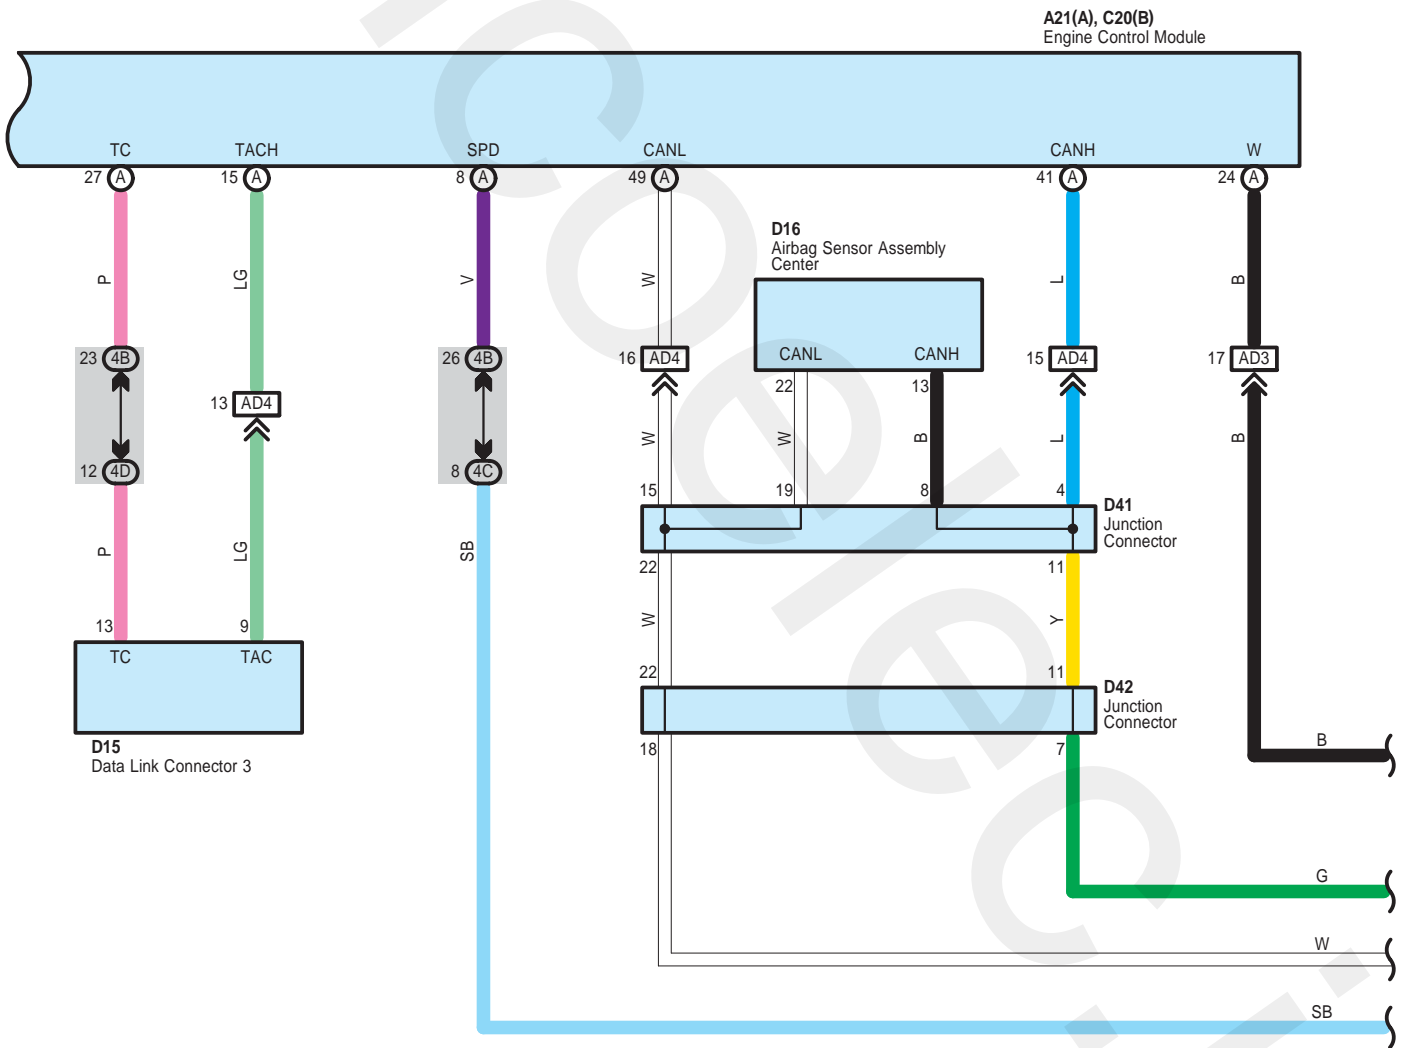 A21(A), C20(B)
Engine Control Module
TC TACH SPD CANL CANH W
27 A 15 A 8 A 49 A 41 A 24 A
D16
Airbag Sensor Assembly
Center
P LG V W L B
23 4B 26 4B 16 AD4 CANL CANH 15 AD4 17 AD3
22 13
13 AD4
W W B L B
12 4D 8 4C
15 19 8 4
D41
Junction
Connector
P LG SB
22 11
W Y
13 9
TC TAC
22 11
D42
Junction
Connector
D15
Data Link Connector 3
18 7
B
G
W
SB